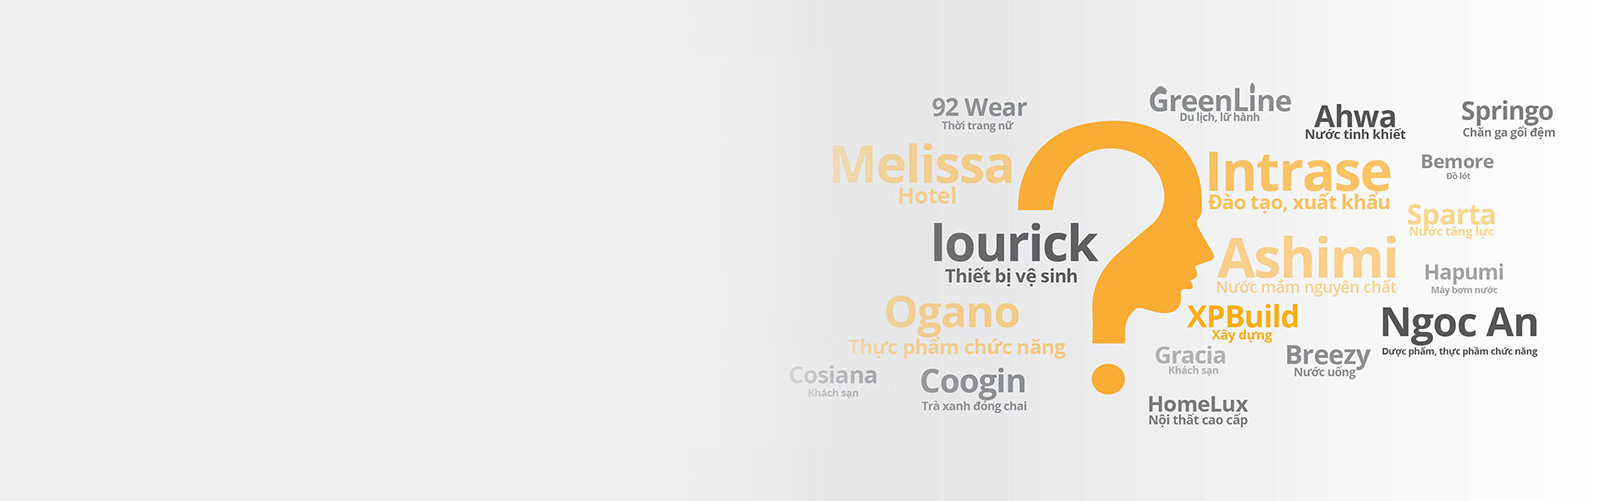 92 Wear
Thời trang nữ
GreenLine
Du lịch, lữ hành
Ahwa
Nước tinh khiết
Springo
Chăn ga gối đệm
Melissa
Hotel
Intrase
Đào tạo, xuất khẩu
Bemore
Đồ lót
Sparta
Nước tăng lực
lourick
Thiết bị vệ sinh
Ashimi
Nước mắm nguyên chất
Hapumi
Máy bơm nước
Ogano
Thực phẩm chức năng
XPBuild
Xây dựng
Ngoc An
Dược phẩm, thực phầm chức năng
Cosiana
Khách sạn
Coogin
Trà xanh đóng chai
Gracia
Khách sạn
Breezy
Nước uống
HomeLux
Nội thất cao cấp